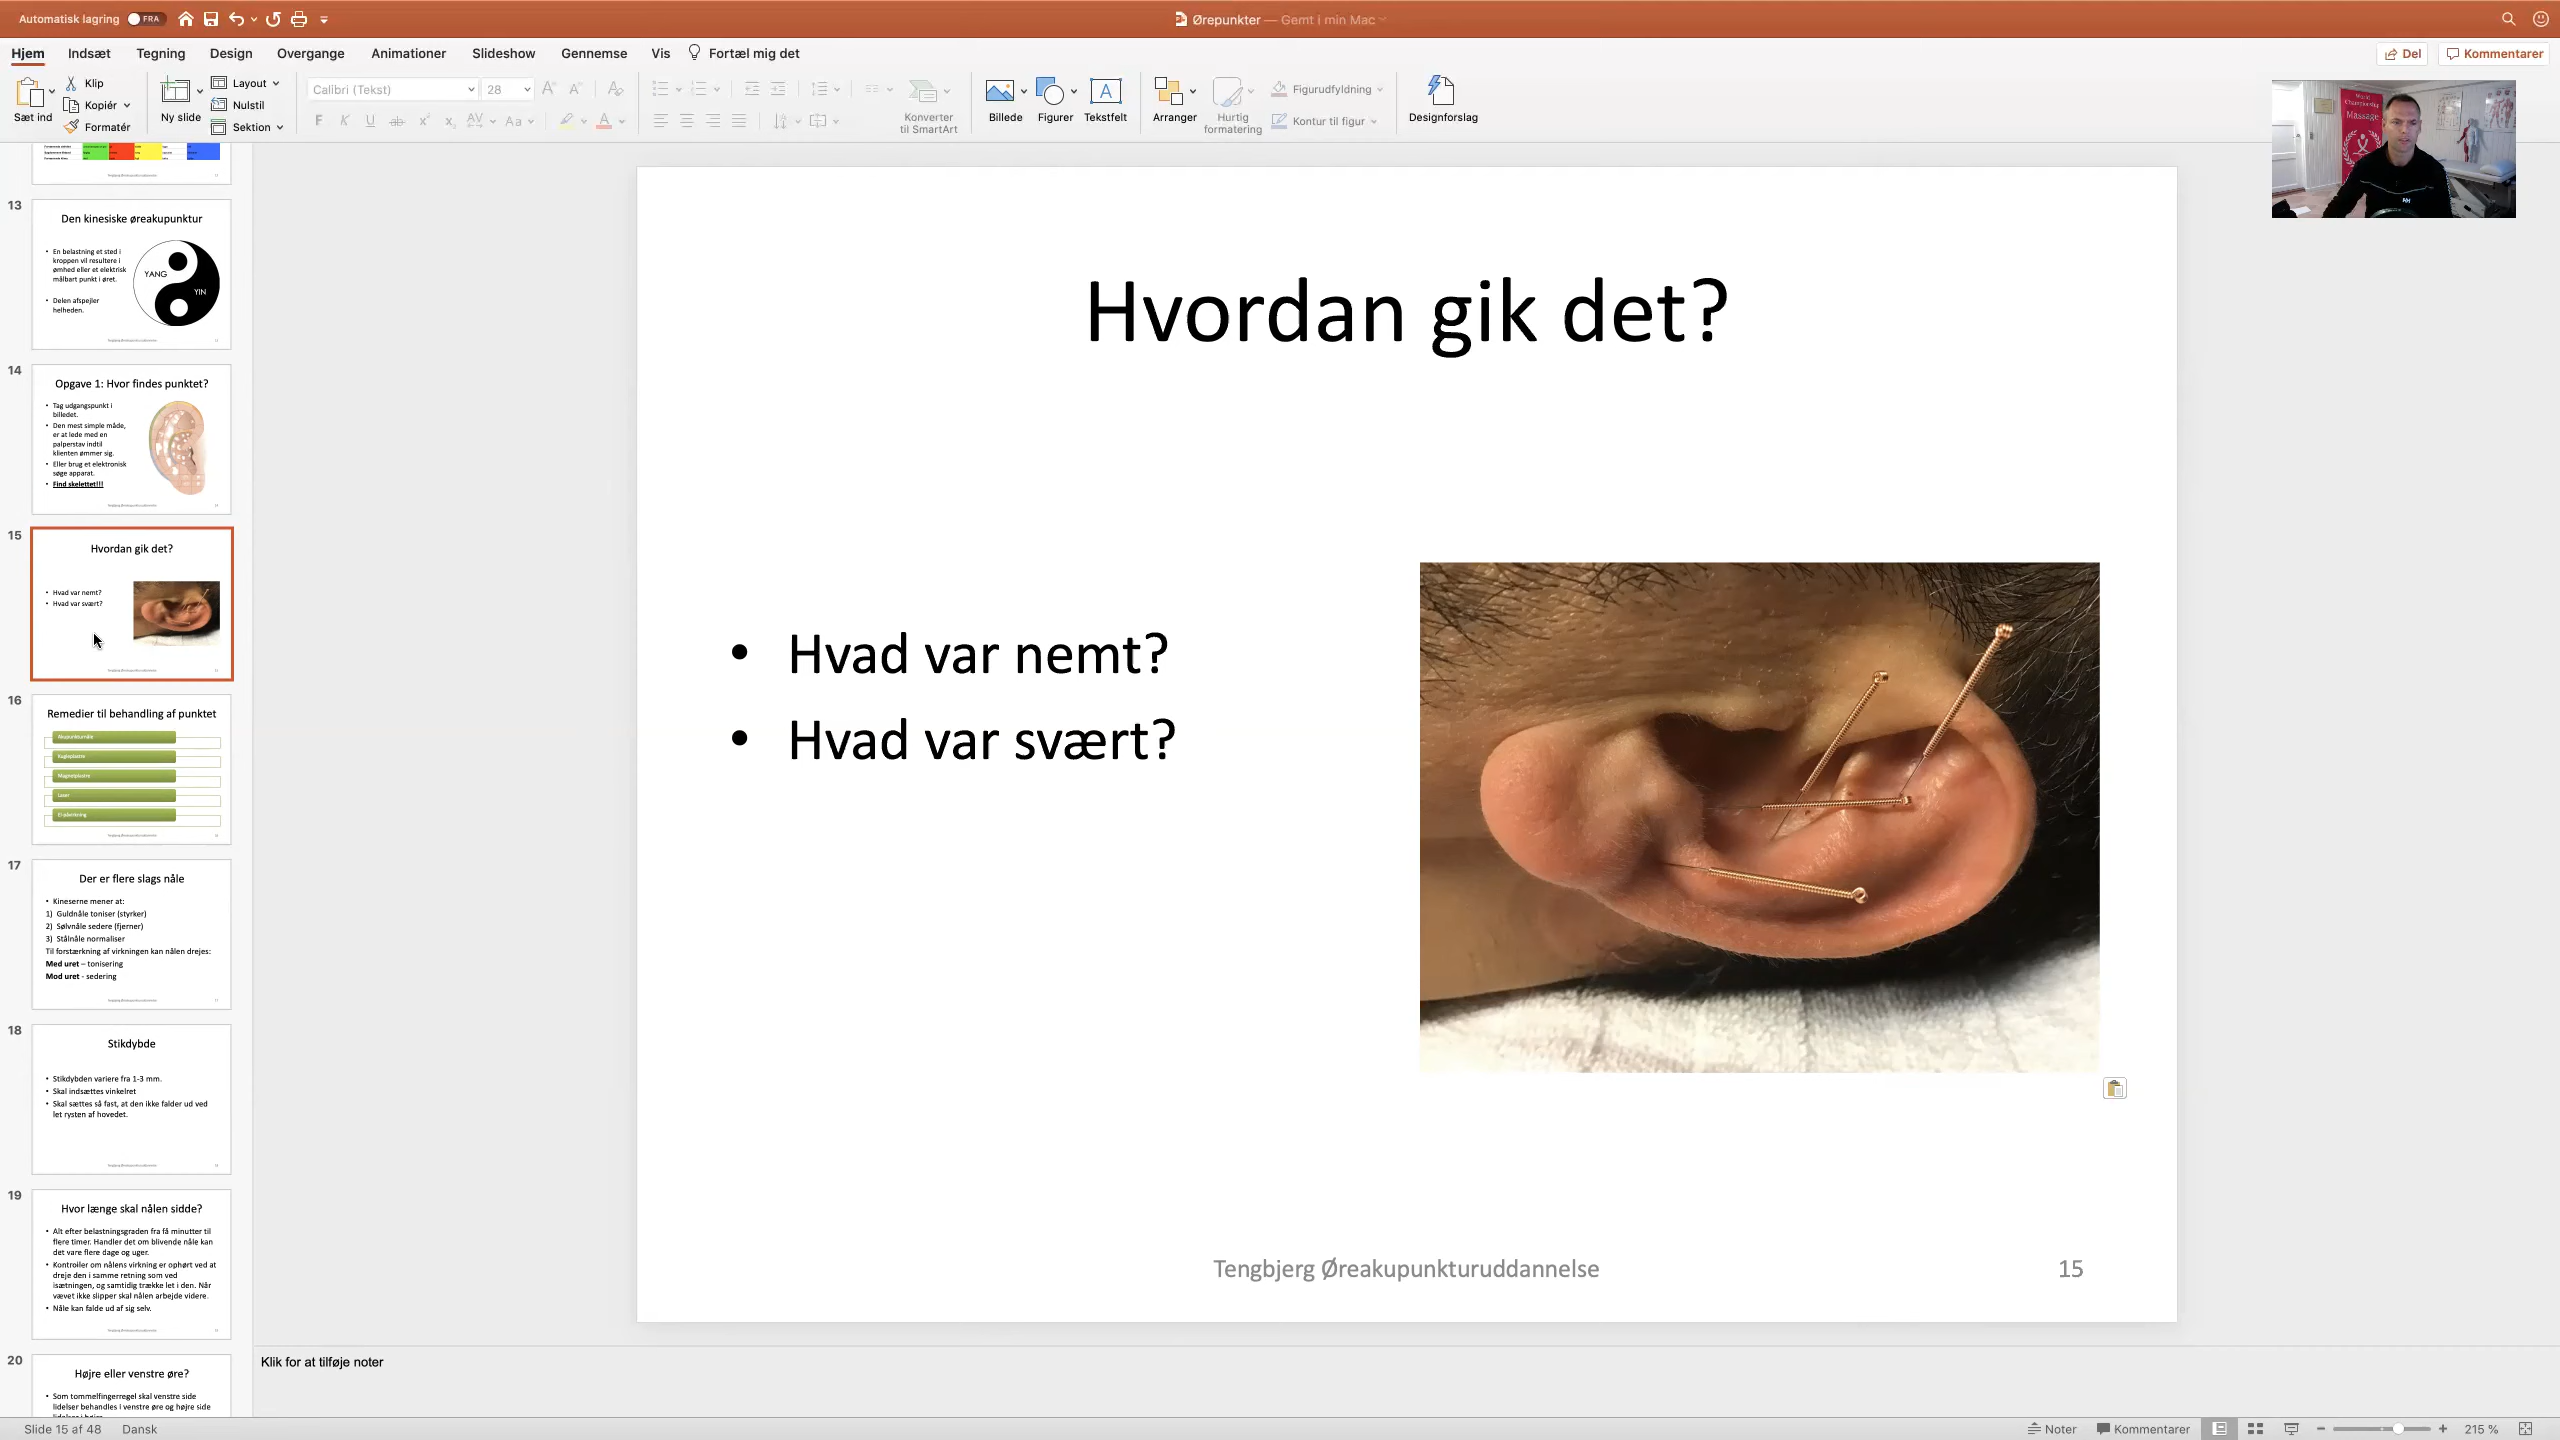 Automatisk lagring FRA
Ørepunkter — Gemt i min Mac
Hjem Indsæt Tegning Design Overgange Animationer Slideshow Gennemse Vis Fortæl mig det
Del Kommentarer
Sæt ind
Klip
Kopiér
Formatér
Ny slide
Layout
Nulstil
Sektion
Calibri (Tekst) 28
F K U ab x² x₂ AV Aa A
Konverter
til SmartArt
Billede Figurer Tekstfelt
Arranger
Hurtig
formatering
Figurudfyldning
Kontur til figur
Designforslag
World
Championship
Massage
13
Den kinesiske øreakupunktur
• En belastning et sted i
kroppen vil resultere i
ømhed eller et elektrisk
målbart punkt i øret.
• Delen afspejler
helheden.
YANG
YIN
14
Opgave 1: Hvor findes punktet?
• Tag udgangspunkt i
billedet.
• Den mest simple måde,
er at lede med en
palperstav indtil
klienten ømmer sig.
• Eller brug et elektronisk
søge apparat.
• Find skelettet!!!
15
Hvordan gik det?
• Hvad var nemt?
• Hvad var svært?
16
Remedier til behandling af punktet
Akupunkturnåle
Kugleplastre
Magnetplastre
Laser
El-påvirkning
17
Der er flere slags nåle
• Kineserne mener at:
1) Guldnåle toniser (styrker)
2) Sølvnåle sedere (fjerner)
3) Stålnåle normaliser
Til forstærkning af virkningen kan nålen drejes:
Med uret – tonisering
Mod uret - sedering
18
Stikdybde
• Stikdybden variere fra 1-3 mm.
• Skal indsættes vinkelret
• Skal sættes så fast, at den ikke falder ud ved
let rysten af hovedet.
19
Hvor længe skal nålen sidde?
• Alt efter belastningsgraden fra få minutter til
flere timer. Handler det om blivende nåle kan
det vare flere dage og uger.
• Kontroller om nålens virkning er ophørt ved at
dreje den i samme retning som ved
isætningen, og samtidig trække let i den. Når
vævet ikke slipper skal nålen arbejde videre.
• Nåle kan falde ud af sig selv.
20
Højre eller venstre øre?
• Som tommelfingerregel skal venstre side
lidelser behandles i venstre øre og højre side
Hvordan gik det?
• Hvad var nemt?
• Hvad var svært?
Tengbjerg Øreakupunkturuddannelse
15
Klik for at tilføje noter
Slide 15 af 48 Dansk
Noter Kommentarer 215 %